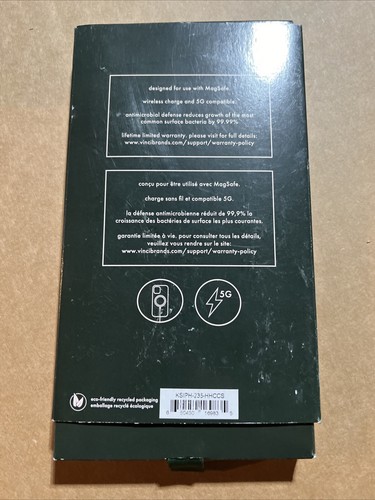 designed for use with MagSafe.
wireless charge and 5G compatible.
antimicrobial defense reduces growth of the most
common surface bacteria by 99.99%
lifetime limited warranty. please visit for full details:
www.vincibrands.com/support/warranty-policy
conçu pour être utilisé avec MagSafe.
charge sans fil et compatible 5G.
la défense antimicrobienne réduit de 99,9% la
croissance des bactéries de surface les plus courantes.
garantie limitée à vie. pour consulter tous les détails,
veuillez vous rendre sur le site:
www.vincibrands.com/support/warranty-policy
5G
eco-friendly recycled packaging
emballage recyclé écologique
KSIPH-235-HHCCS